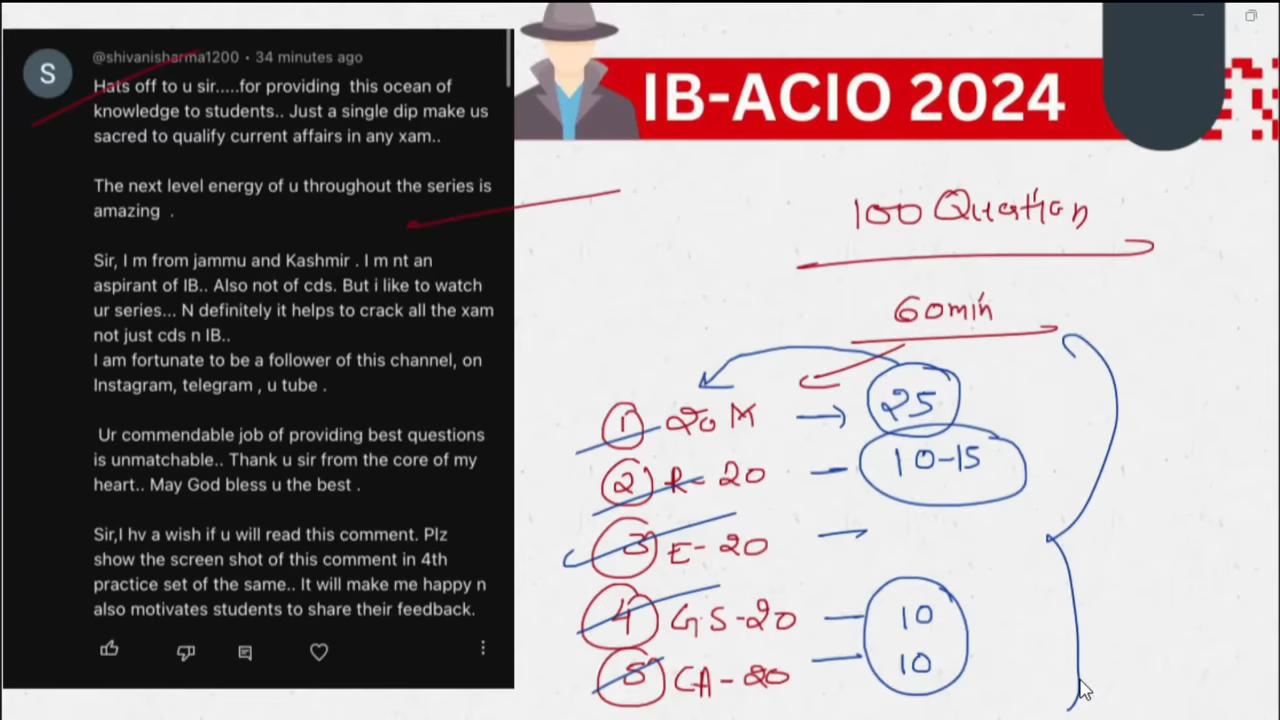 S
@shivanisharma1200 • 34 minutes ago
Hats off to u sir.....for providing this ocean of
knowledge to students.. Just a single dip make us
sacred to qualify current affairs in any xam..
The next level energy of u throughout the series is
amazing .
Sir, I m from jammu and Kashmir . I m nt an
aspirant of IB.. Also not of cds. But i like to watch
ur series... N definitely it helps to crack all the xam
not just cds n IB..
I am fortunate to be a follower of this channel, on
Instagram, telegram , u tube .
Ur commendable job of providing best questions
is unmatchable.. Thank u sir from the core of my
heart.. May God bless u the best .
Sir,I hv a wish if u will read this comment. Plz
show the screen shot of this comment in 4th
practice set of the same.. It will make me happy n
also motivates students to share their feedback.
IB-ACIO 2024
100 Question
60min
1 20 M → 25
2 R- 20 - 10-15
3 E- 20 -
4 G.S-20 - 10
5 CA-20 - 10